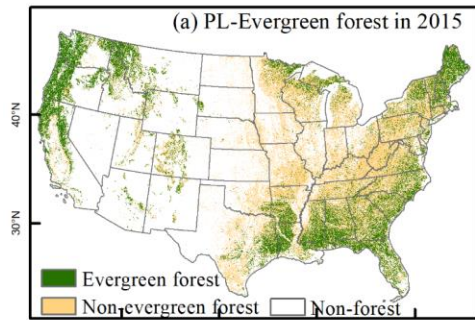 (a) PL-Evergreen forest in 2015
40°N
30°N
Evergreen forest
Non-evergreen forest
Non-forest